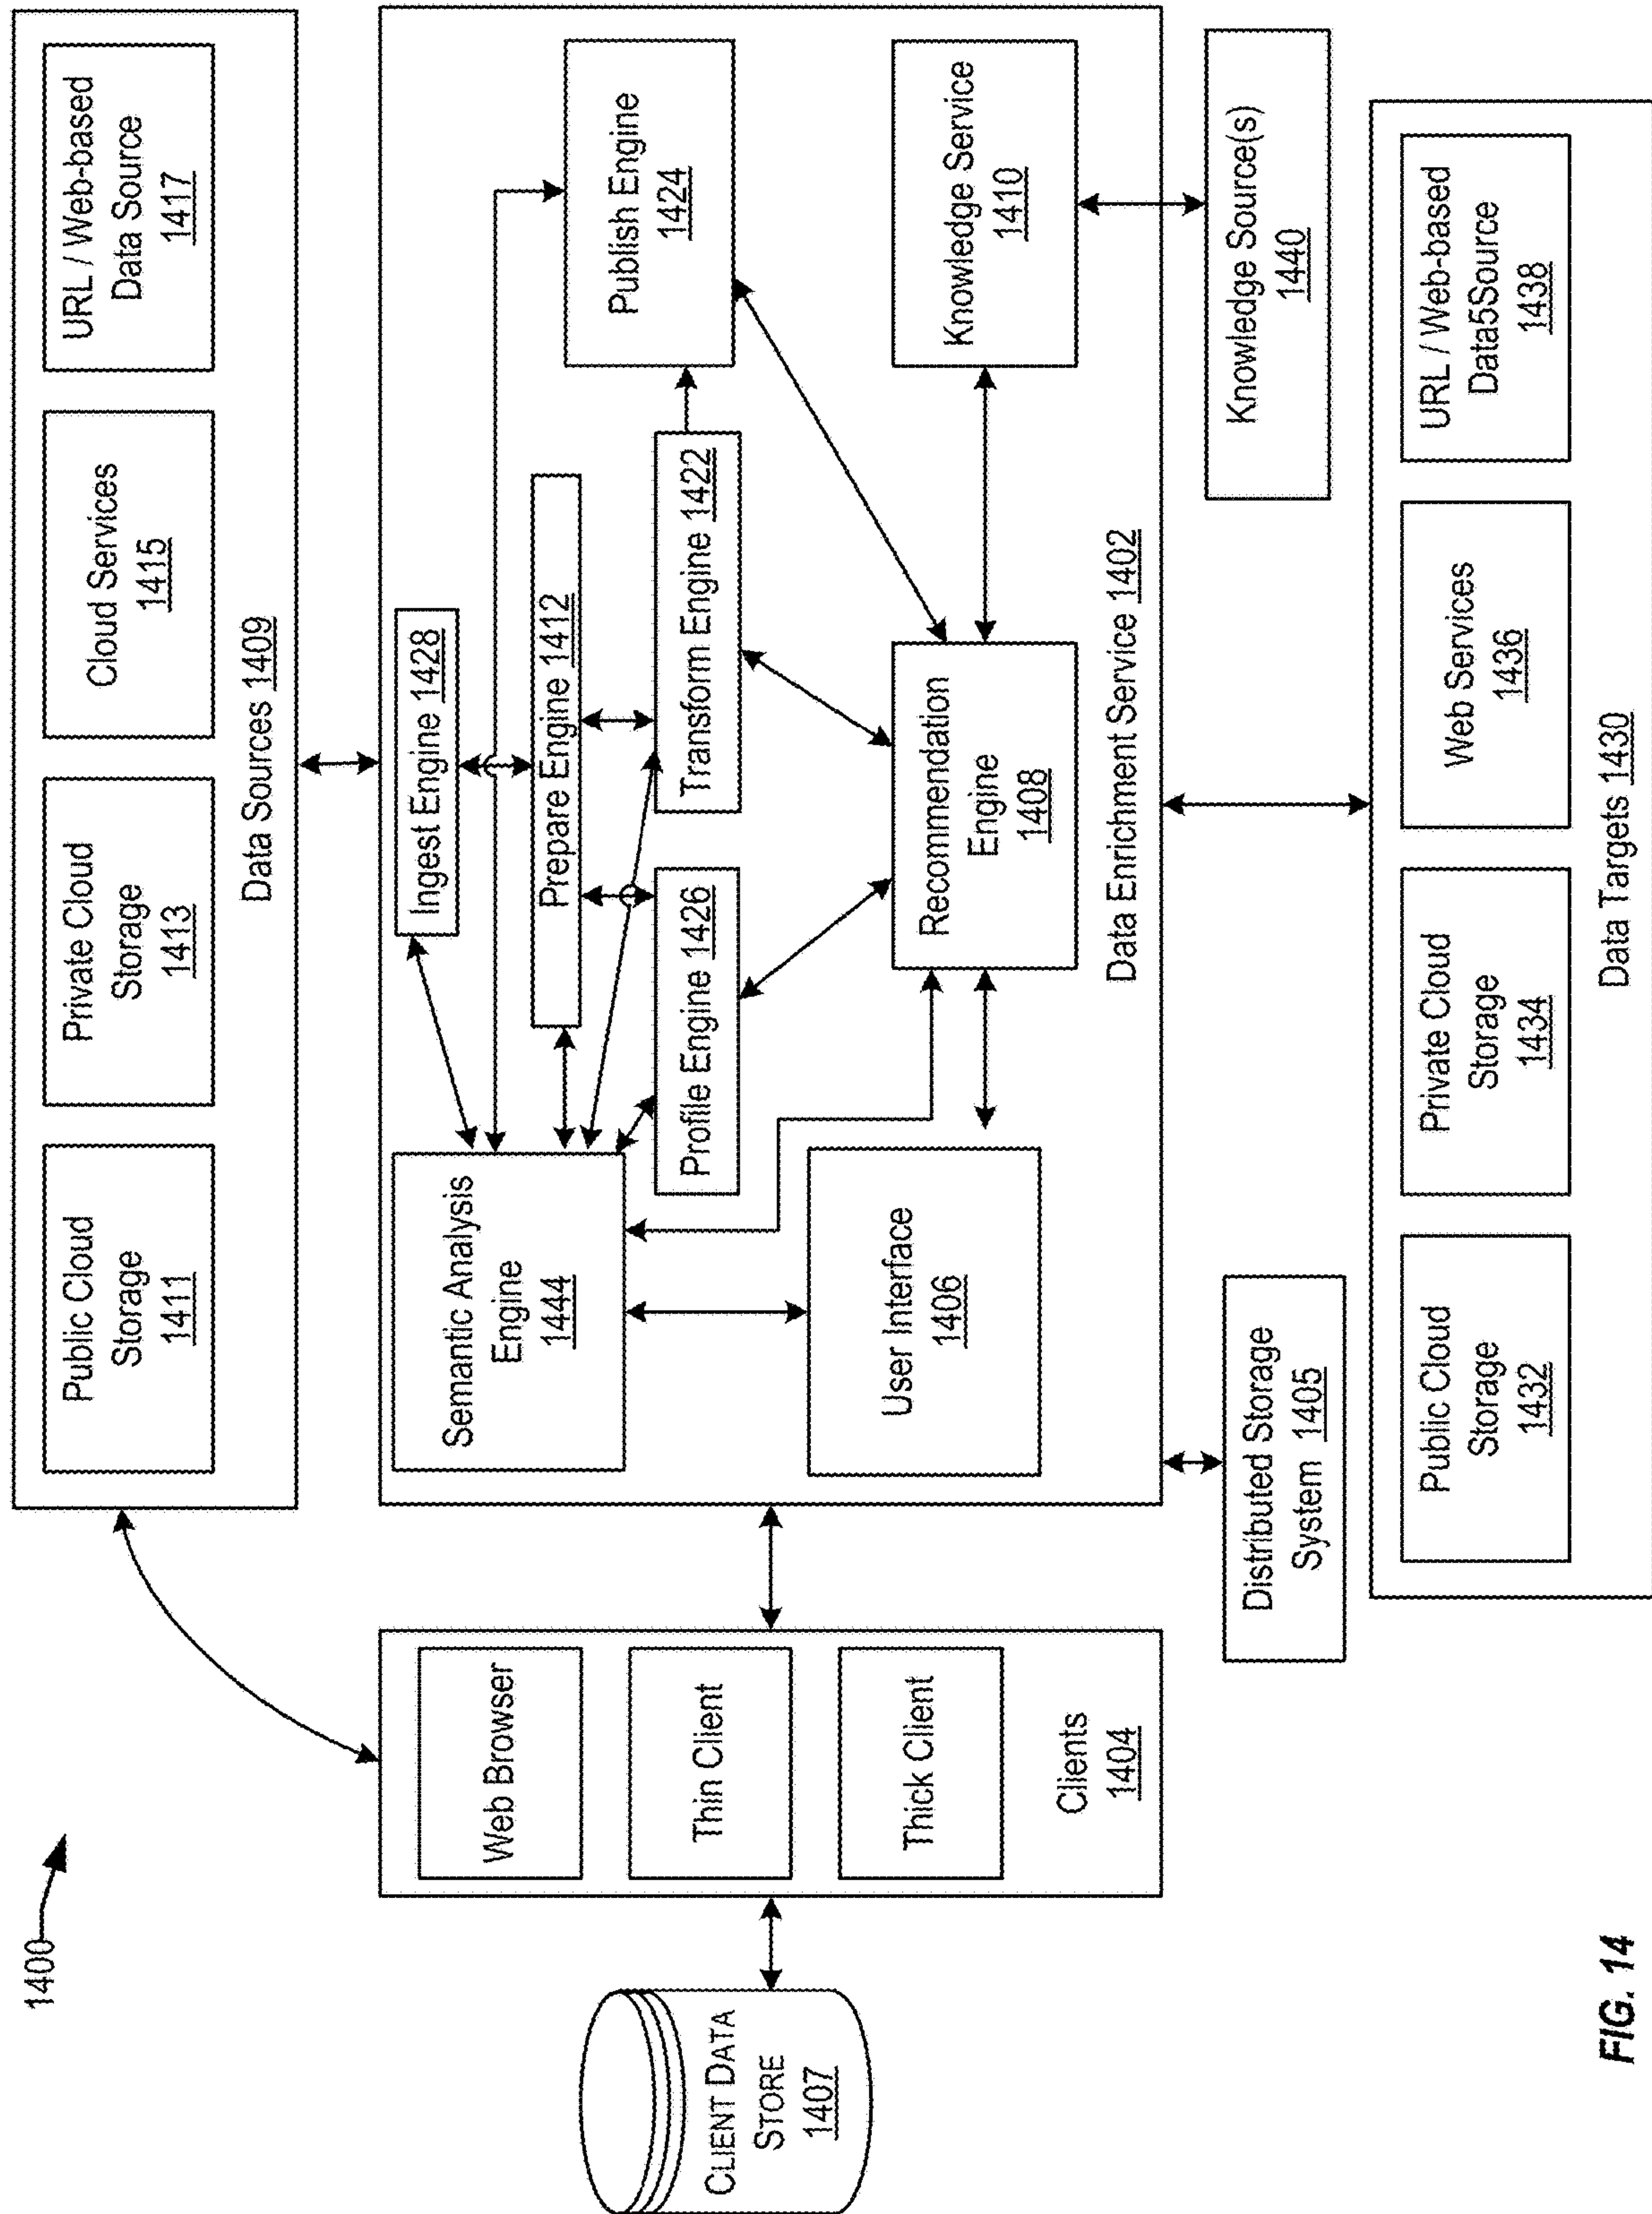 1400
Public Cloud
Storage
1411
Private Cloud
Storage
1413
Cloud Services
1415
URL / Web-based
Data Source
1417
Data Sources 1409
CLIENT DATA
STORE
1407
Web Browser
Thin Client
Thick Client
Clients
1404
Semantic Analysis
Engine
1444
User Interface
1406
Ingest Engine 1428
Prepare Engine 1412
Profile Engine 1426
Transform Engine 1422
Publish Engine
1424
Recommendation
Engine
1408
Knowledge Service
1410
Data Enrichment Service 1402
Distributed Storage
System 1405
Knowledge Source(s)
1440
Public Cloud
Storage
1432
Private Cloud
Storage
1434
Web Services
1436
URL / Web-based
Data5Source
1438
Data Targets 1430
FIG. 14